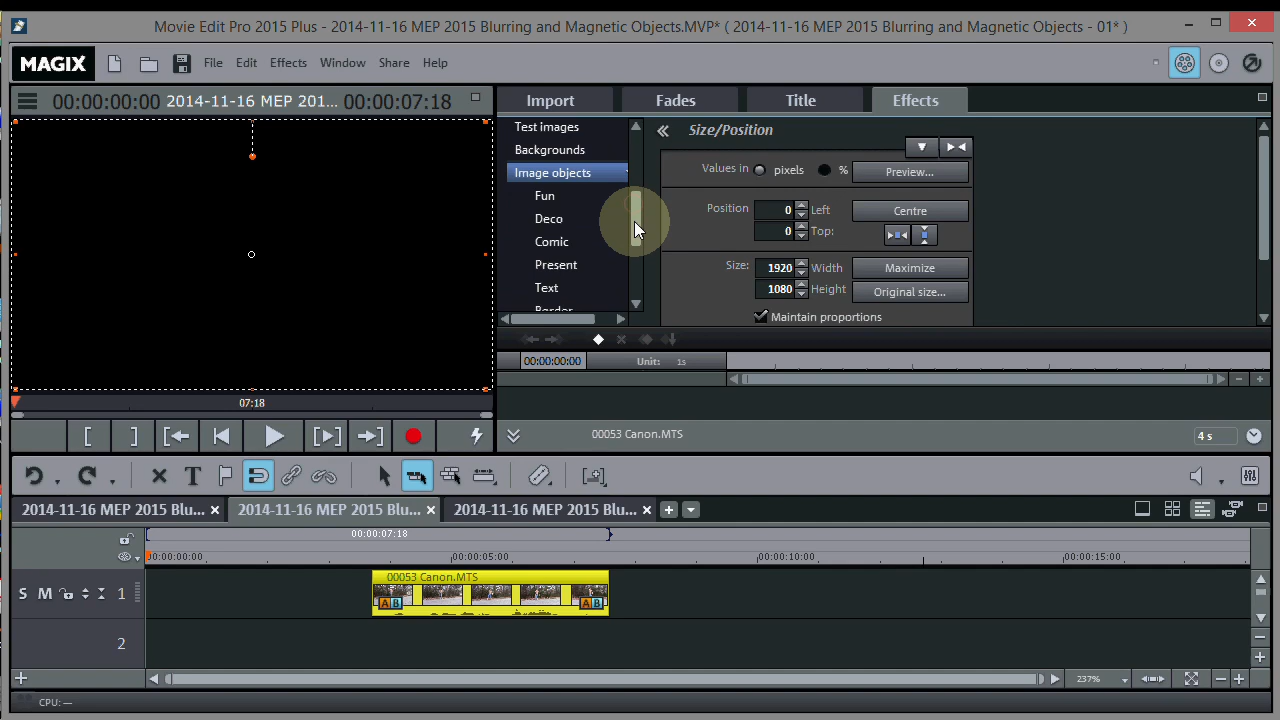 Movie Edit Pro 2015 Plus - 2014-11-16 MEP 2015 Blurring and Magnetic Objects.MVP* ( 2014-11-16 MEP 2015 Blurring and Magnetic Objects - 01* )
MAGIX File Edit Effects Window Share Help
00:00:00:00 2014-11-16 MEP 201... 00:00:07:18
Import Fades Title Effects
Test images
Backgrounds
Image objects
Fun
Deco
Comic
Present
Text
Border
Size/Position
Values in pixels % Preview...
Position 0 Left Centre
0 Top:
Size: 1920 Width Maximize
1080 Height Original size...
Maintain proportions
00:00:00:00 Unit: 1s
07:18
00053 Canon.MTS 4 s
2014-11-16 MEP 2015 Blu... 2014-11-16 MEP 2015 Blu... 2014-11-16 MEP 2015 Blu...
00:00:07:18
00:00:00:00 00:00:05:00 00:00:10:00 00:00:15:00
00053 Canon.MTS
S M 1
A B A B
2
237%
CPU: —